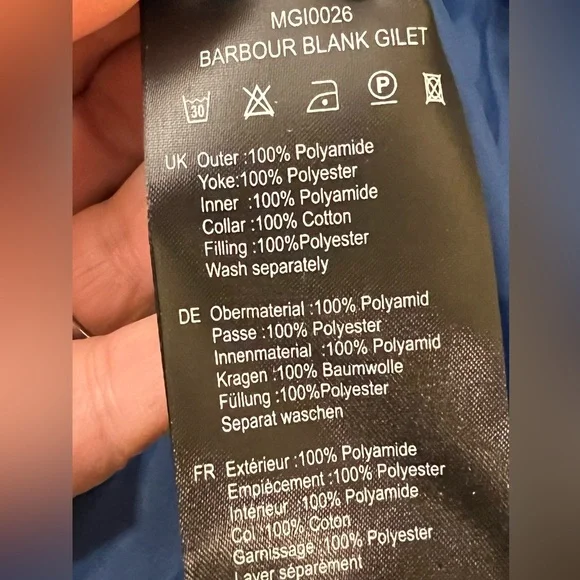 MGI0026
BARBOUR BLANK GILET
30
P
UK Outer :100% Polyamide
Yoke:100% Polyester
Inner :100% Polyamide
Collar :100% Cotton
Filling :100%Polyester
Wash separately
DE Obermaterial :100% Polyamid
Passe :100% Polyester
Innenmaterial :100% Polyamid
Kragen :100% Baumwolle
Füllung :100%Polyester
Separat waschen
FR Extérieur :100% Polyamide
Empiècement :100% Polyester
Intérieur 100% Polyamide
Col :100% Coton
Garnissage :100% Polyester
Laver séparément